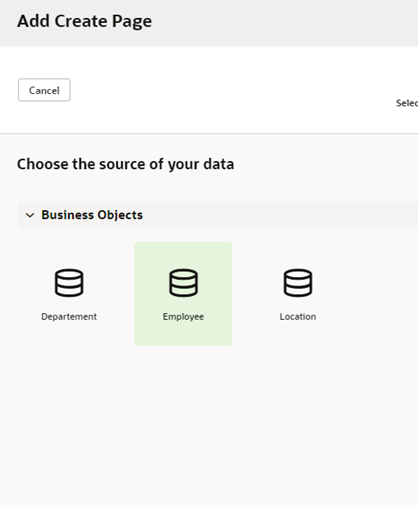 Add Create Page
Cancel
Selec
Choose the source of your data
Business Objects
Departement
Employee
Location